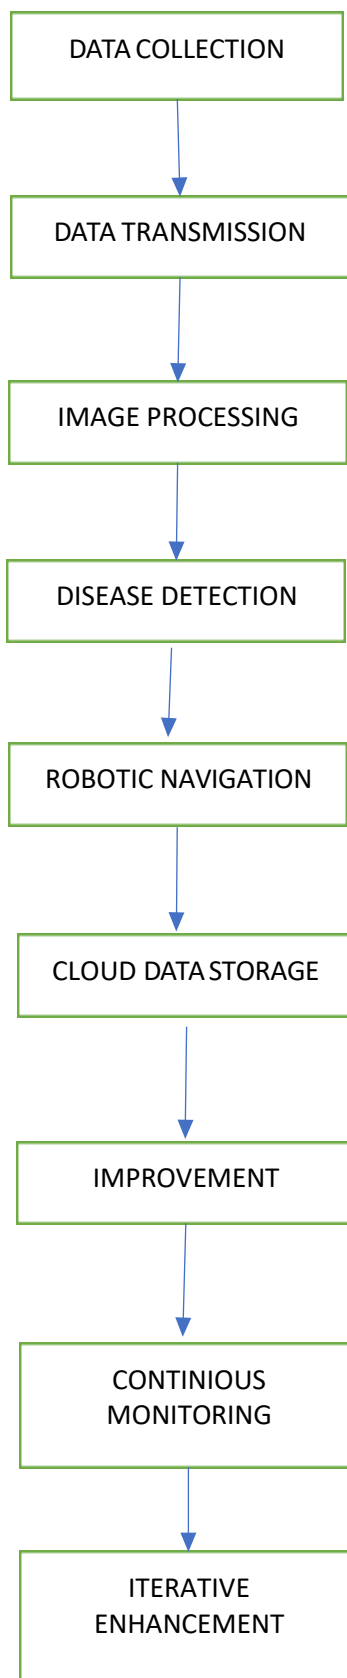 DATA COLLECTION
DATA TRANSMISSION
IMAGE PROCESSING
DISEASE DETECTION
ROBOTIC NAVIGATION
CLOUD DATA STORAGE
IMPROVEMENT
CONTINIOUS
MONITORING
ITERATIVE
ENHANCEMENT